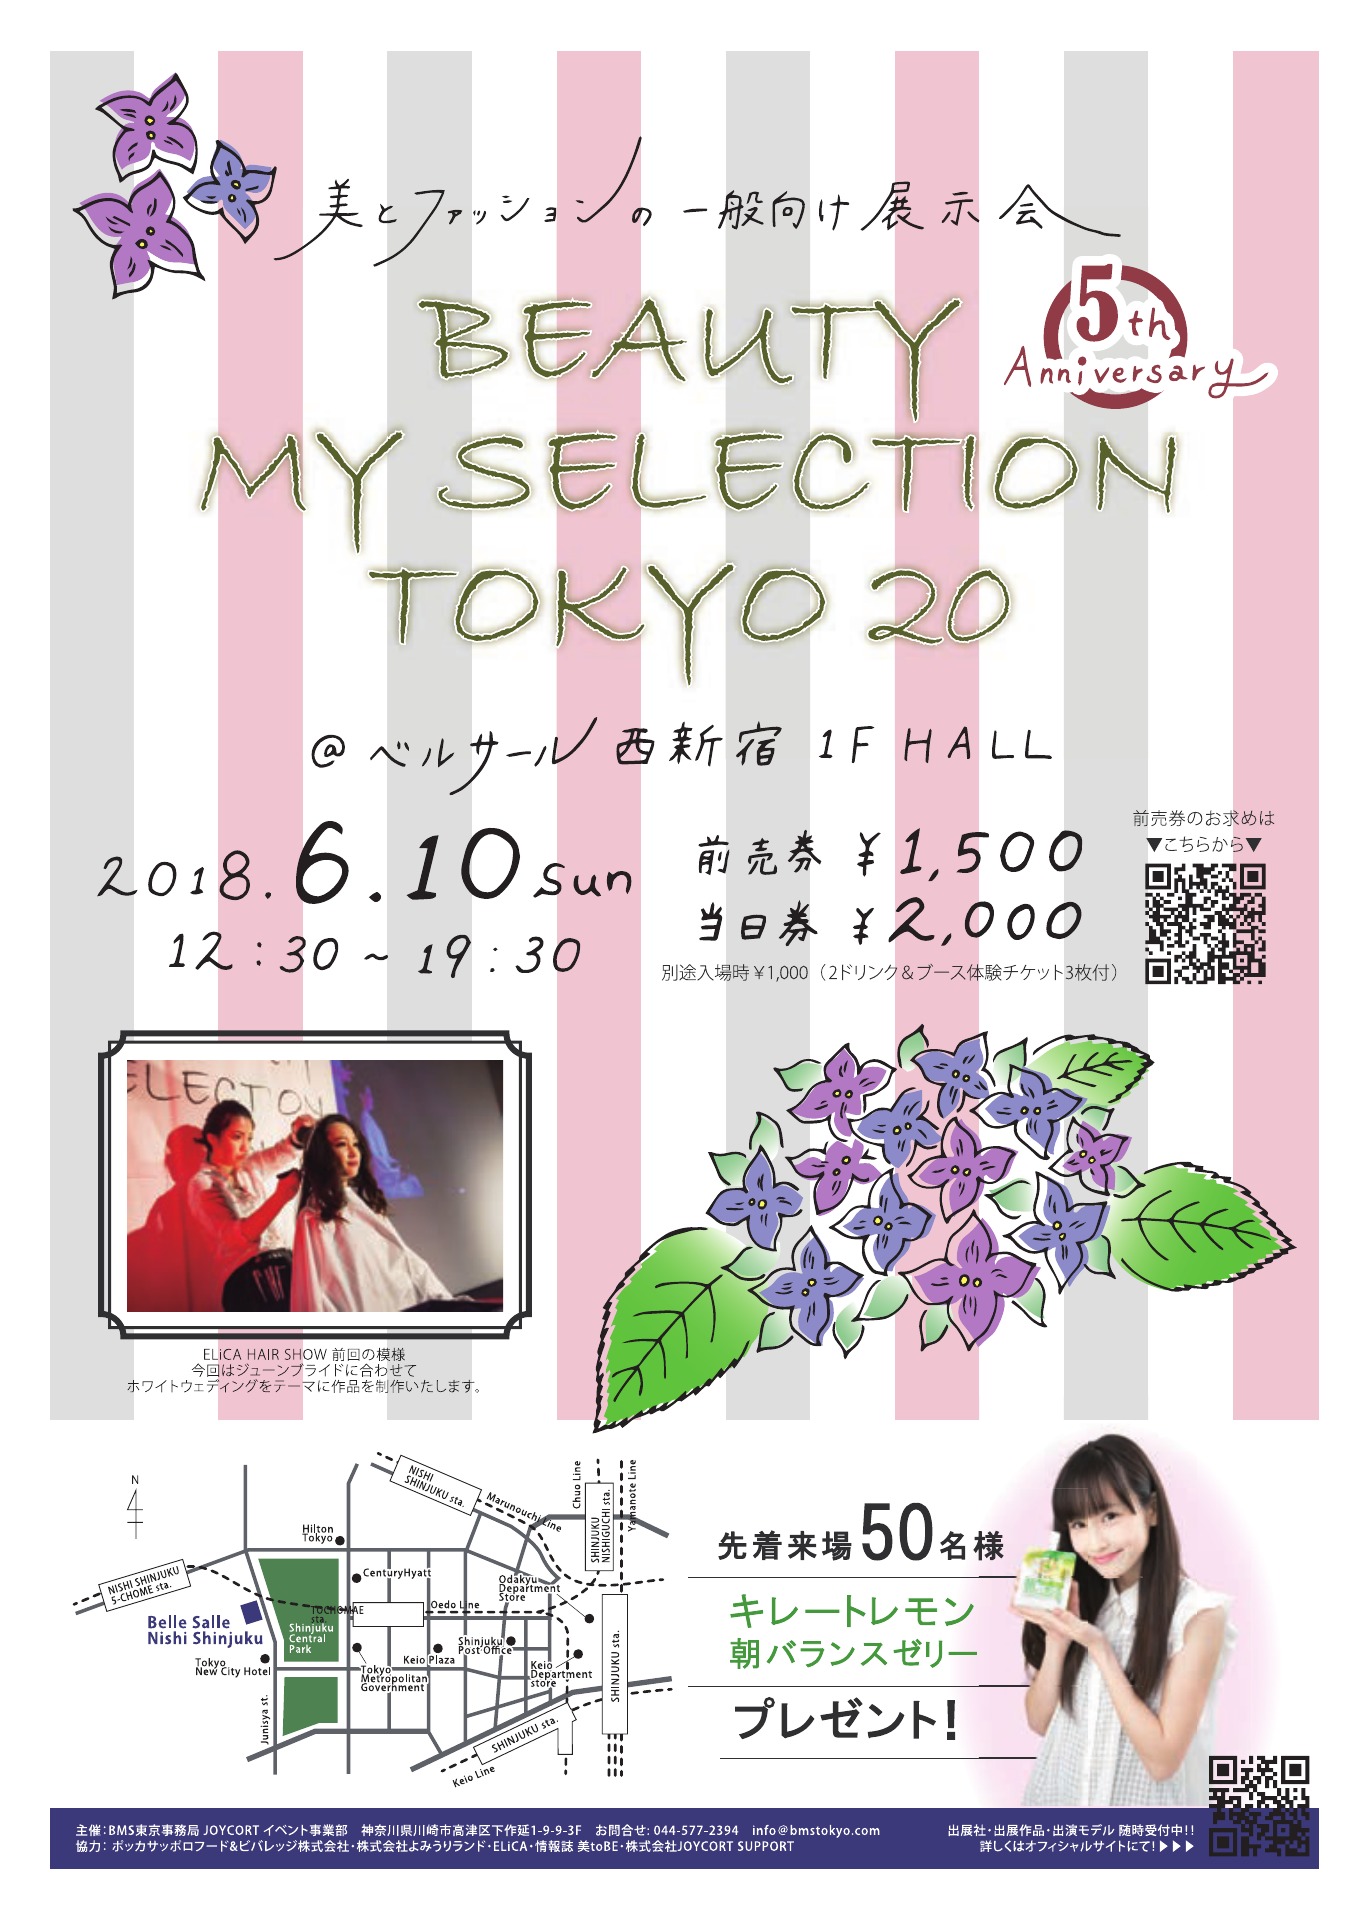 美とファッションの一般向け展示会
5th
Anniversary
BEAUTY
MY SELECTION
TOKYO 20
@ ベルサール 西新宿 1F HALL
2018.6.10 sun
12:30 ~ 19:30
前売券 ¥1,500
当日券 ¥2,000
別途入場時¥1,000（2ドリンク＆ブース体験チケット3枚付）
前売券のお求めは
▼こちらから▼
ELECTION
ELiCA HAIR SHOW 前回の模様
今回はジューンブライドに合わせて
ホワイトウェディングをテーマに作品を制作いたします。
N
NISHI
SHINJUKU sta.
Marunouchi Line
Chuo Line
Yamanote Line
SHINJUKU
NISHIGUCHI sta.
Hilton
Tokyo
NISHI SHINJUKU
5-CHOME sta.
CenturyHyatt
Odakyu
Department
Store
Oedo Line
TOCHOMAE
sta.
Belle Salle
Nishi Shinjuku
Shinjuku
Central
Park
Tokyo
New City Hotel
Keio Plaza
Shinjuku
Post Office
Tokyo
Metropolitan
Government
Keio
Department
store
SHINJUKU sta.
Junisya st.
SHINJUKU sta.
Keio Line
先着来場50名様
キレートレモン
朝バランスゼリー
プレゼント!
主催：BMS東京事務局 JOYCORT イベント事業部　神奈川県川崎市高津区下作延1-9-9-3F　お問合せ: 044-577-2394　info@bmstokyo.com
協力： ポッカサッポロフード&ビバレッジ株式会社・株式会社よみうりランド・ELiCA・情報誌 美toBE・株式会社JOYCORT SUPPORT
出展社・出展作品・出演モデル 随時受付中!!
詳しくはオフィシャルサイトにて!▶▶▶